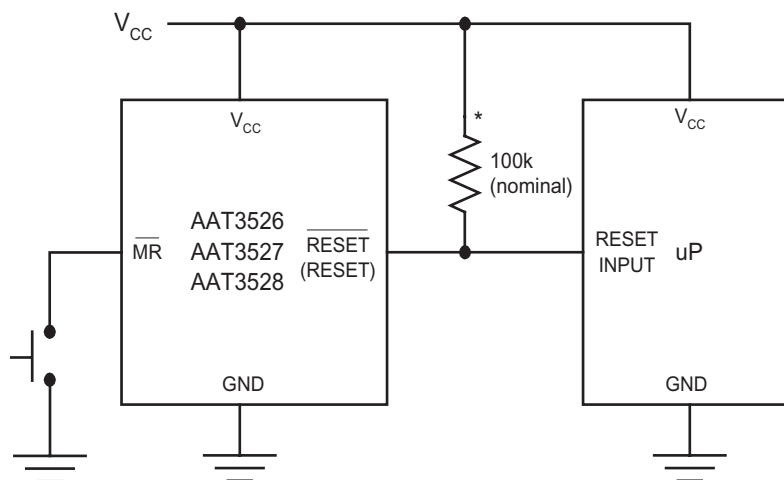 VCC
VCC
*
VCC
100k
(nominal)
AAT3526
AAT3527
AAT3528
MR
RESET
(RESET)
RESET
INPUT
uP
GND
GND